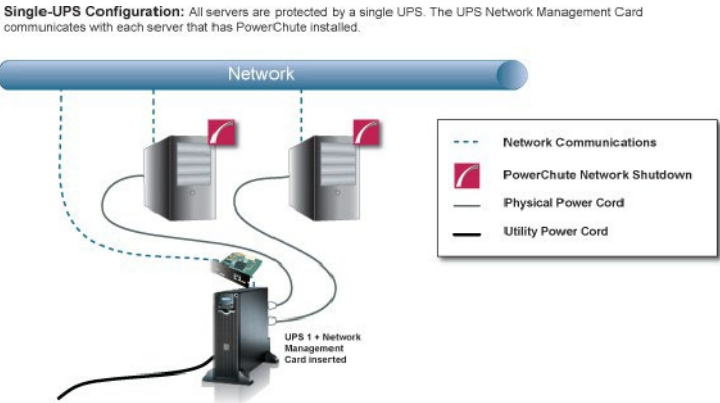 Single-UPS Configuration: All servers are protected by a single UPS. The UPS Network Management Card
communicates with each server that has PowerChute installed.
Network
Network Communications
PowerChute Network Shutdown
Physical Power Cord
Utility Power Cord
UPS 1 + Network
Management
Card inserted